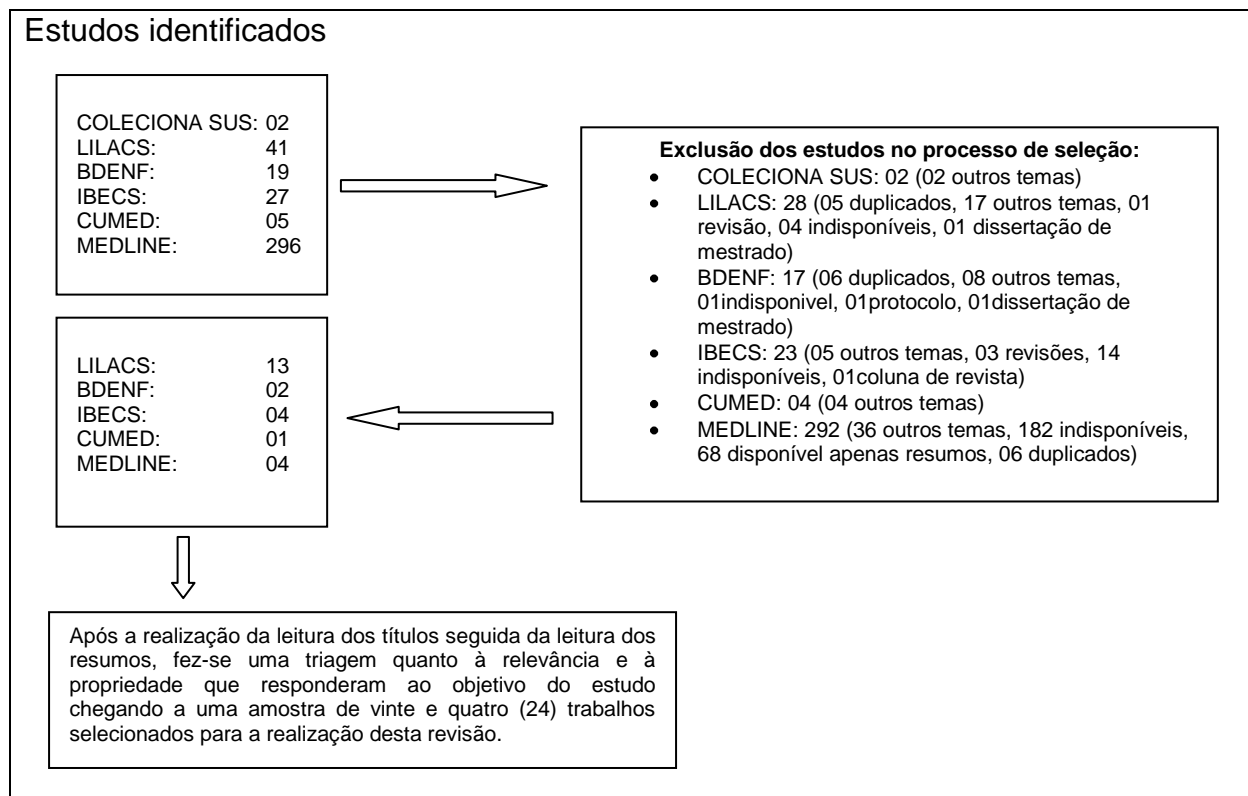 Estudos identificados
COLECIONA SUS: 02
LILACS: 41
BDENF: 19
IBECS: 27
CUMED: 05
MEDLINE: 296
Exclusão dos estudos no processo de seleção:
• COLECIONA SUS: 02 (02 outros temas)
• LILACS: 28 (05 duplicados, 17 outros temas, 01
revisão, 04 indisponíveis, 01 dissertação de
mestrado)
• BDENF: 17 (06 duplicados, 08 outros temas,
01indisponivel, 01protocolo, 01dissertação de
mestrado)
• IBECS: 23 (05 outros temas, 03 revisões, 14
indisponíveis, 01coluna de revista)
• CUMED: 04 (04 outros temas)
• MEDLINE: 292 (36 outros temas, 182 indisponíveis,
68 disponível apenas resumos, 06 duplicados)
LILACS: 13
BDENF: 02
IBECS: 04
CUMED: 01
MEDLINE: 04
Após a realização da leitura dos títulos seguida da leitura dos
resumos, fez-se uma triagem quanto à relevância e à
propriedade que responderam ao objetivo do estudo
chegando a uma amostra de vinte e quatro (24) trabalhos
selecionados para a realização desta revisão.